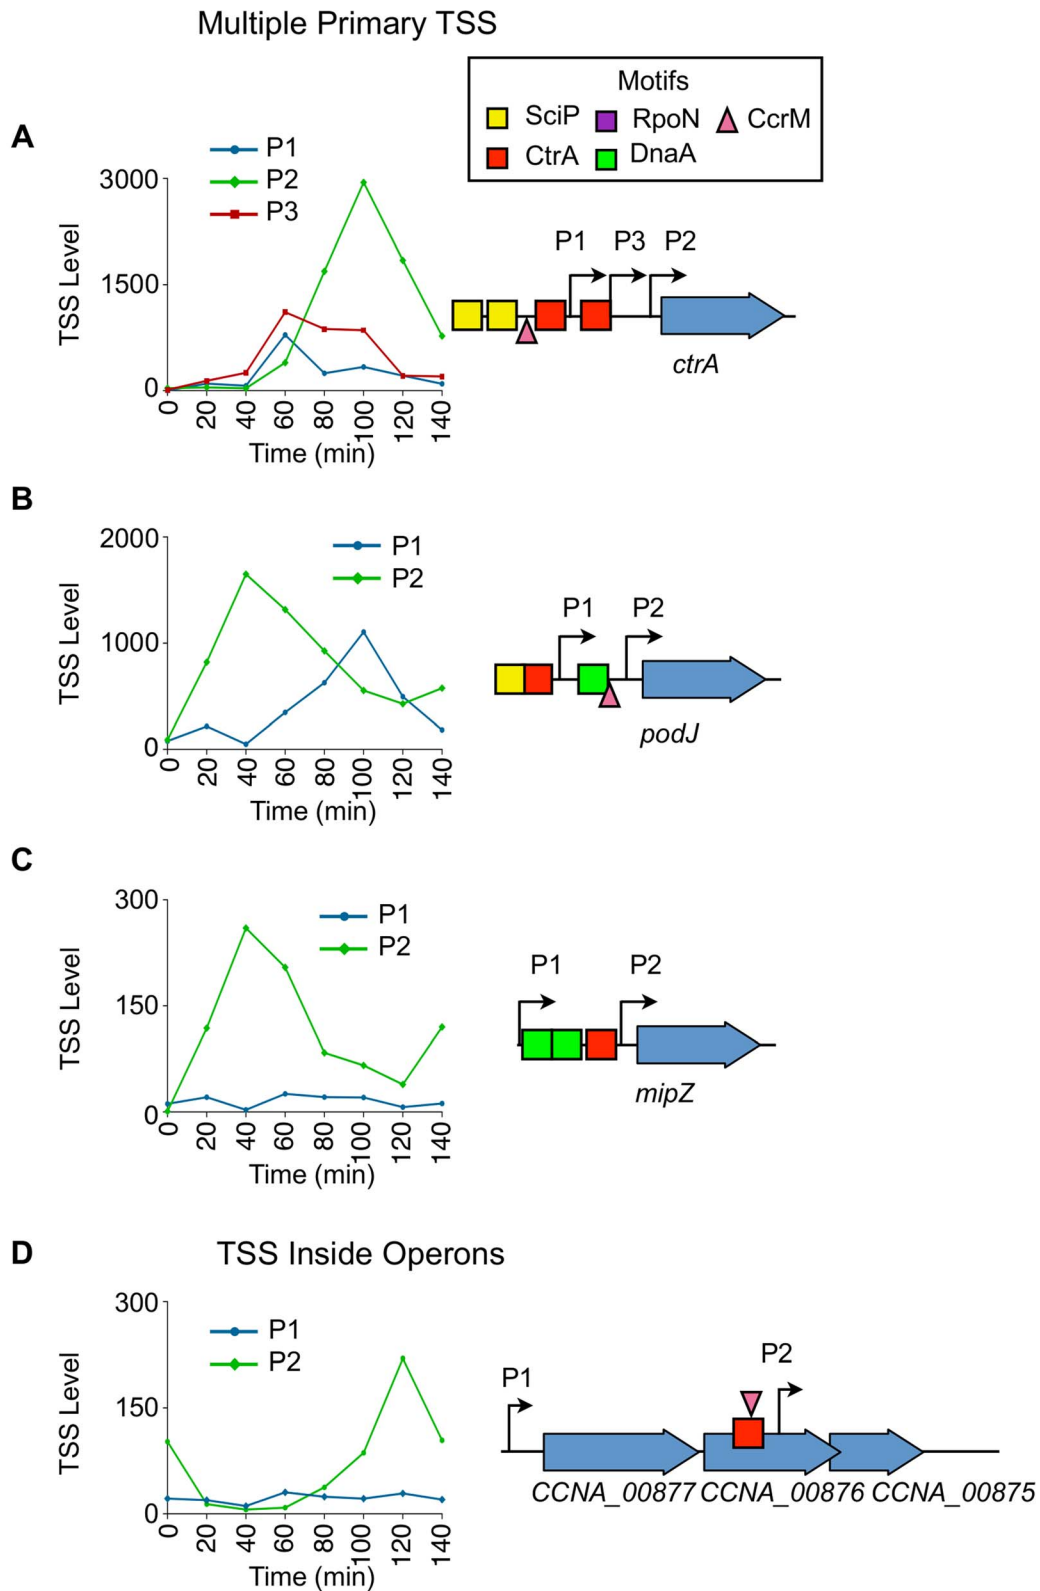 Multiple Primary TSS
Motifs
SciP RpoN CcrM
CtrA DnaA
A
P1
P2
P3
3000
1500
0
TSS Level
0 20 40 60 80 100 120 140
Time (min)
P1 P3 P2
ctrA
B
P1
P2
2000
1000
0
TSS Level
0 20 40 60 80 100 120 140
Time (min)
P1 P2
podJ
C
P1
P2
300
150
0
TSS Level
0 20 40 60 80 100 120 140
Time (min)
P1 P2
mipZ
D
TSS Inside Operons
P1
P2
300
150
0
TSS Level
0 20 40 60 80 100 120 140
Time (min)
P1 P2
CCNA_00877 CCNA_00876 CCNA_00875